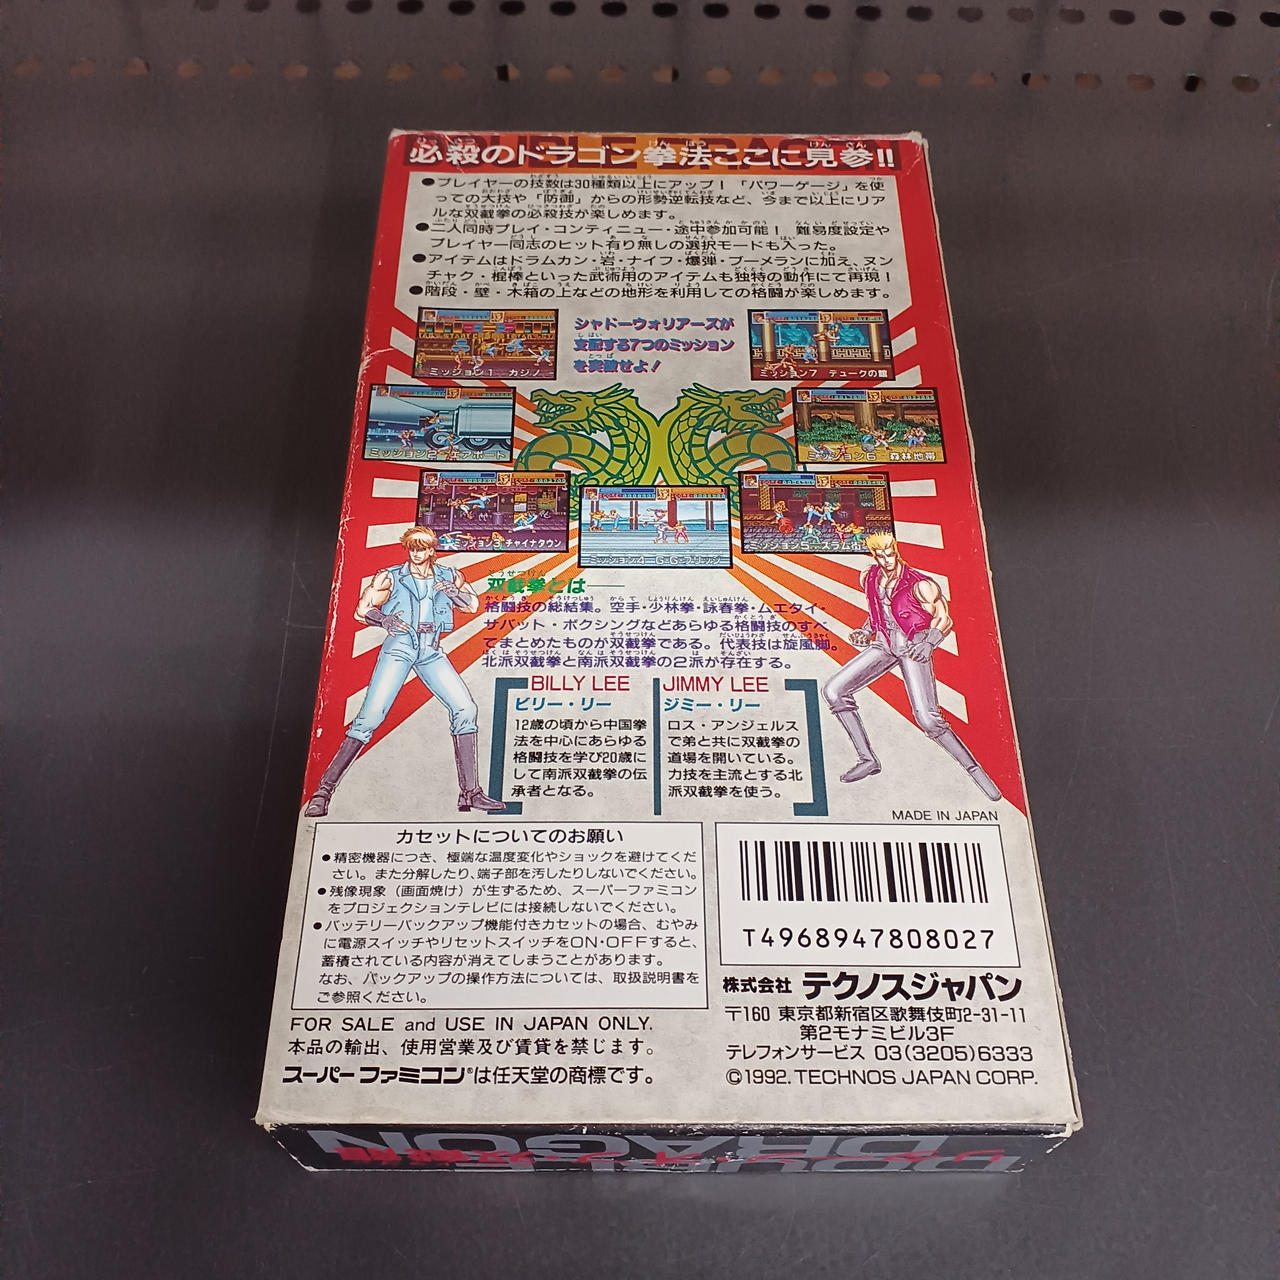 必殺のドラゴン拳法ここに見参!!
●プレイヤーの技数は30種類以上にアップ!「パワーゲージ」を使
っての大技や「防御」からの形勢逆転技など、今まで以上にリア
ルな双截拳の必殺技が楽しめます。
●二人同時プレイ・コンティニュー・途中参加可能! 難易度設定や
プレイヤー同志のヒット有り無しの選択モードも入った。
●アイテムはドラムカン・岩・ナイフ・爆弾・ブーメランに加え、ヌン
チャク・棍棒といった武術用のアイテムも独特の動作にて再現!
●階段・壁・木箱の上などの地形を利用しての格闘が楽しめます。
シャドーウォリアーズが
支配する7つのミッション
を突破せよ!
ミッション1 カジノ
ミッション7 デュークの館
ミッション2 エアポート
ミッション6 森林地帯
ミッション3 チャイナタウン
ミッション4 G・G・ブリッジ
ミッション5 スラム街
双截拳とは——
格闘技の総結集。空手・少林拳・詠春拳・ムエタイ・
サバット・ボクシングなどあらゆる格闘技のすべ
てまとめたものが双截拳である。代表技は旋風脚。
北派双截拳と南派双截拳の2派が存在する。
BILLY LEE
ビリー・リー
12歳の頃から中国拳
法を中心にあらゆる
格闘技を学び20歳に
して南派双截拳の伝
承者となる。
JIMMY LEE
ジミー・リー
ロス・アンジェルス
で弟と共に双截拳の
道場を開いている。
力技を主流とする北
派双截拳を使う。
MADE IN JAPAN
カセットについてのお願い
●精密機器につき、極端な温度変化やショックを避けてくだ
さい。また分解したり、端子部を汚したりしないでください。
●残像現象(画面焼け)が生ずるため、スーパーファミコン
をプロジェクションテレビには接続しないでください。
●バッテリーバックアップ機能付きカセットの場合、むやみ
に電源スイッチやリセットスイッチをON・OFFすると、
蓄積されている内容が消えてしまうことがあります。
なお、バックアップの操作方法については、取扱説明書を
ご参照ください。
T4968947808027
FOR SALE and USE IN JAPAN ONLY.
本品の輸出、使用営業及び賃貸を禁じます。
スーパーファミコン®は任天堂の商標です。
株式会社 テクノスジャパン
〒160 東京都新宿区歌舞伎町2-31-11
第2モナミビル3F
テレフォンサービス 03(3205)6333
©1992. TECHNOS JAPAN CORP.
DOUBLE
DRAGON